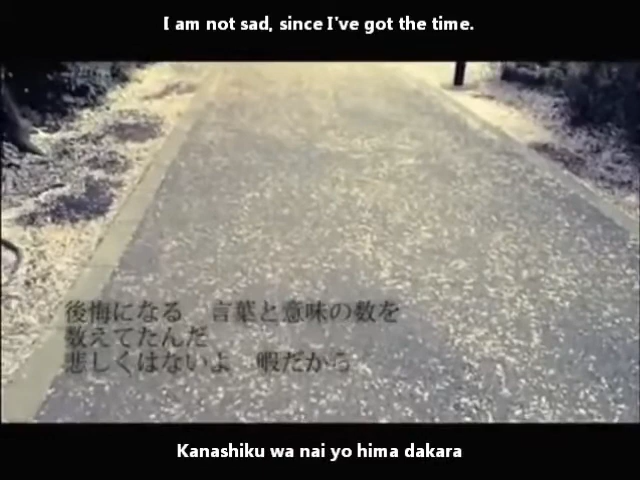 I am not sad, since I've got the time.
後悔になる　言葉と意味の数を
数えてたんだ
悲しくはないよ　暇だから
Kanashiku wa nai yo hima dakara